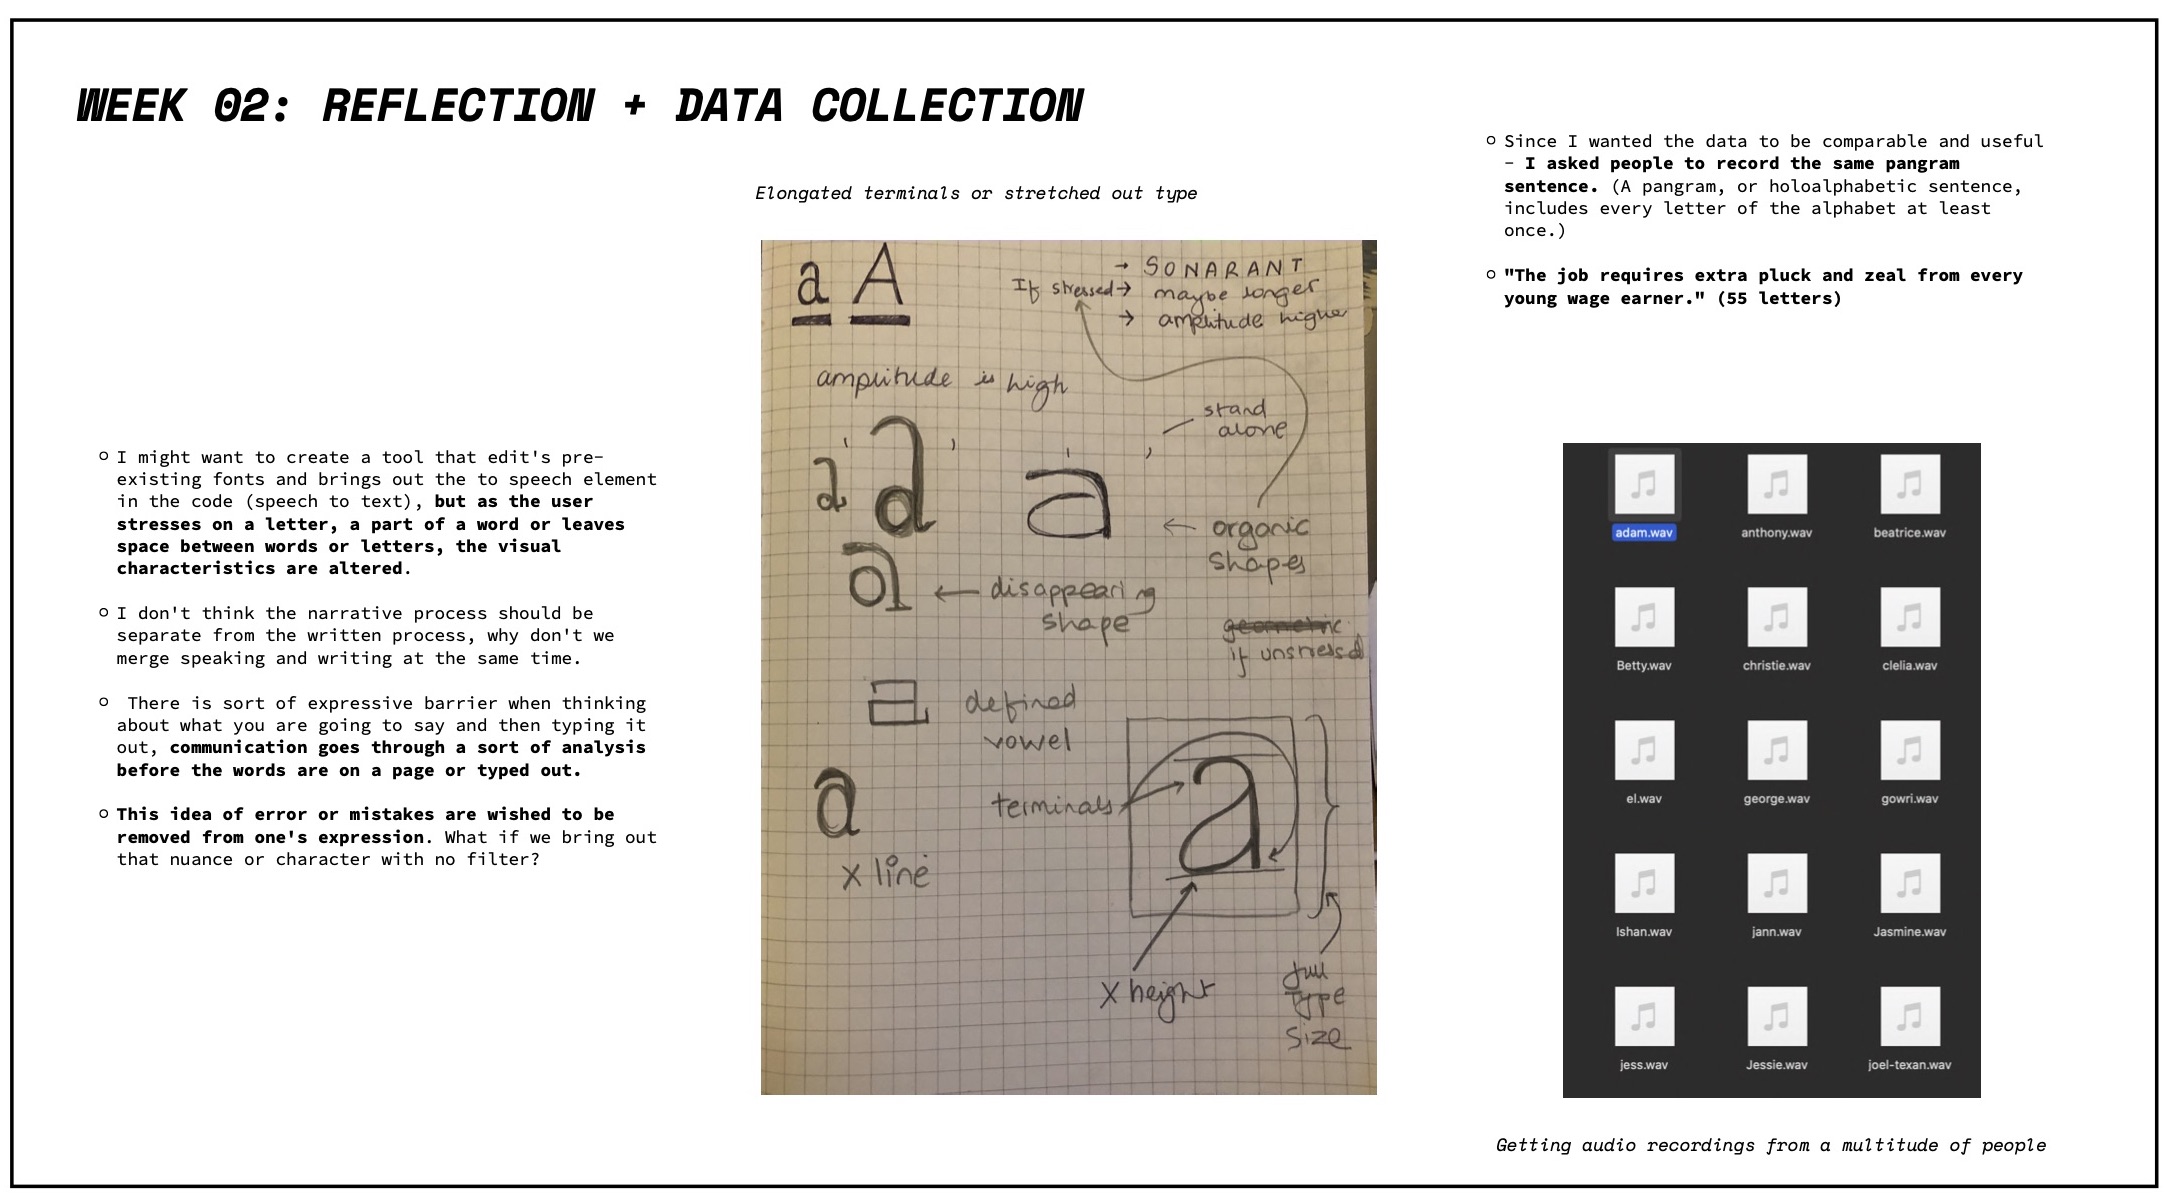 WEEK 02: REFLECTION + DATA COLLECTION
I might want to create a tool that edit's pre-
existing fonts and brings out the to speech element
in the code (speech to text), but as the user
stresses on a letter, a part of a word or leaves
space between words or letters, the visual
characteristics are altered.
I don't think the narrative process should be
separate from the written process, why don't we
merge speaking and writing at the same time.
There is sort of expressive barrier when thinking
about what you are going to say and then typing it
out, communication goes through a sort of analysis
before the words are on a page or typed out.
This idea of error or mistakes are wished to be
removed from one's expression. What if we bring out
that nuance or character with no filter?
Elongated terminals or stretched out type
a A
If stressed → → SONARANT
maybe longer
→ amplitude higher
amplitude is high
stand
alone
a a a
← organic
shapes
a ← disappearing
shape
geometric
if unstressed
a defined
vowel
terminals a
a
x line
x height
full
type
size
Since I wanted the data to be comparable and useful
– I asked people to record the same pangram
sentence. (A pangram, or holoalphabetic sentence,
includes every letter of the alphabet at least
once.)
"The job requires extra pluck and zeal from every
young wage earner." (55 letters)
adam.wav anthony.wav beatrice.wav
Betty.wav christie.wav clelia.wav
el.wav george.wav gowri.wav
Ishan.wav jann.wav Jasmine.wav
jess.wav Jessie.wav joel-texan.wav
Getting audio recordings from a multitude of people